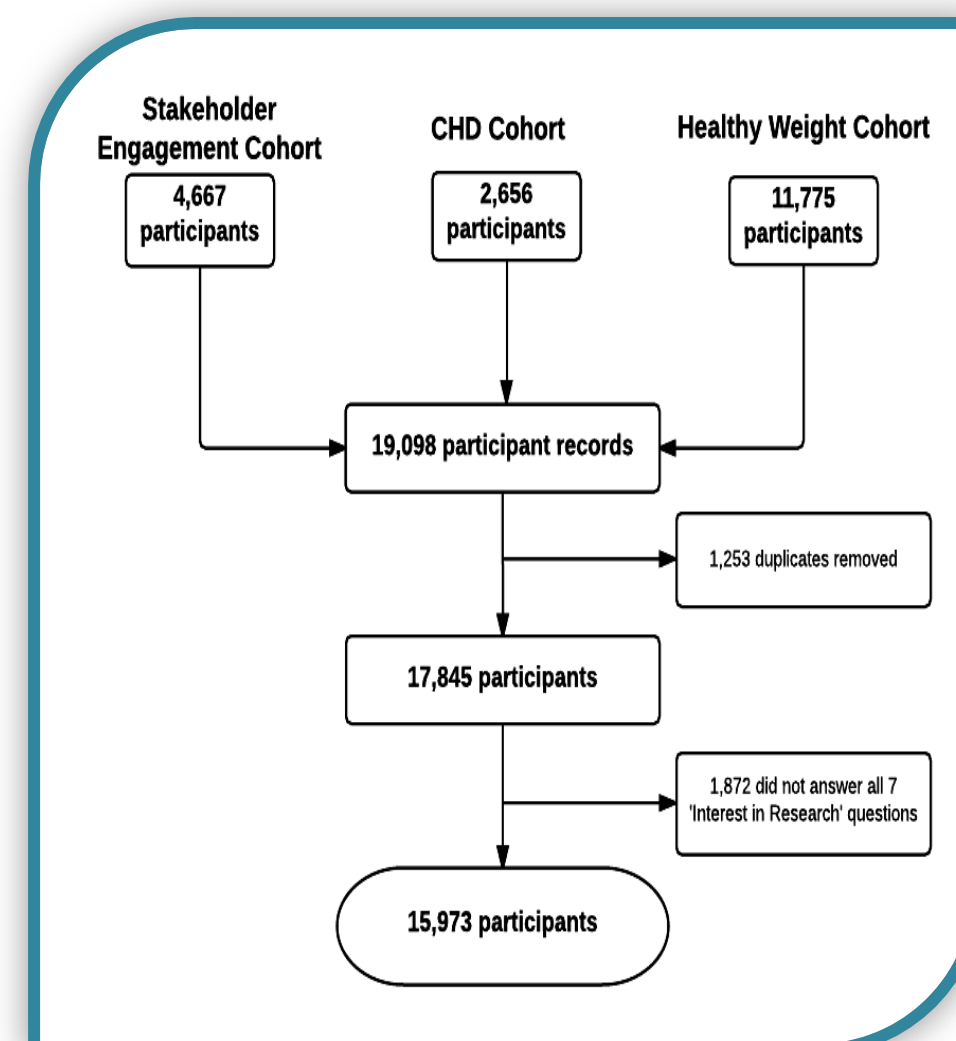 Stakeholder
Engagement Cohort
CHD Cohort
Healthy Weight Cohort
4,667
participants
2,656
participants
11,775
participants
19,098 participant records
1,253 duplicates removed
17,845 participants
1,872 did not answer all 7
'Interest in Research' questions
15,973 participants